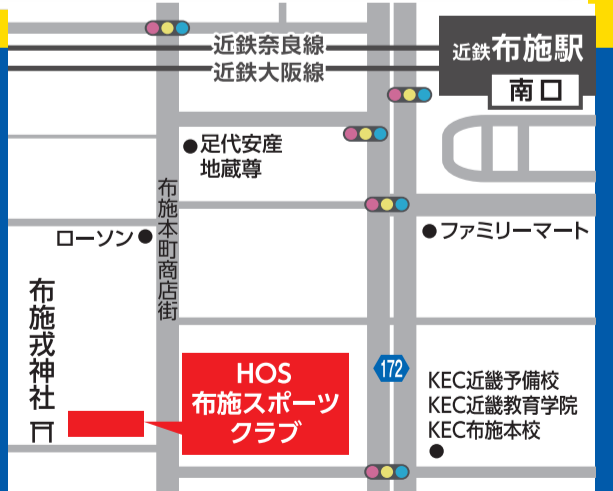 近鉄奈良線
近鉄大阪線
近鉄布施駅
南口
足代安産
地蔵尊
布施本町商店街
ローソン
ファミリーマート
布施戎神社
HOS
布施スポーツ
クラブ
172
KEC近畿予備校
KEC近畿教育学院
KEC布施本校